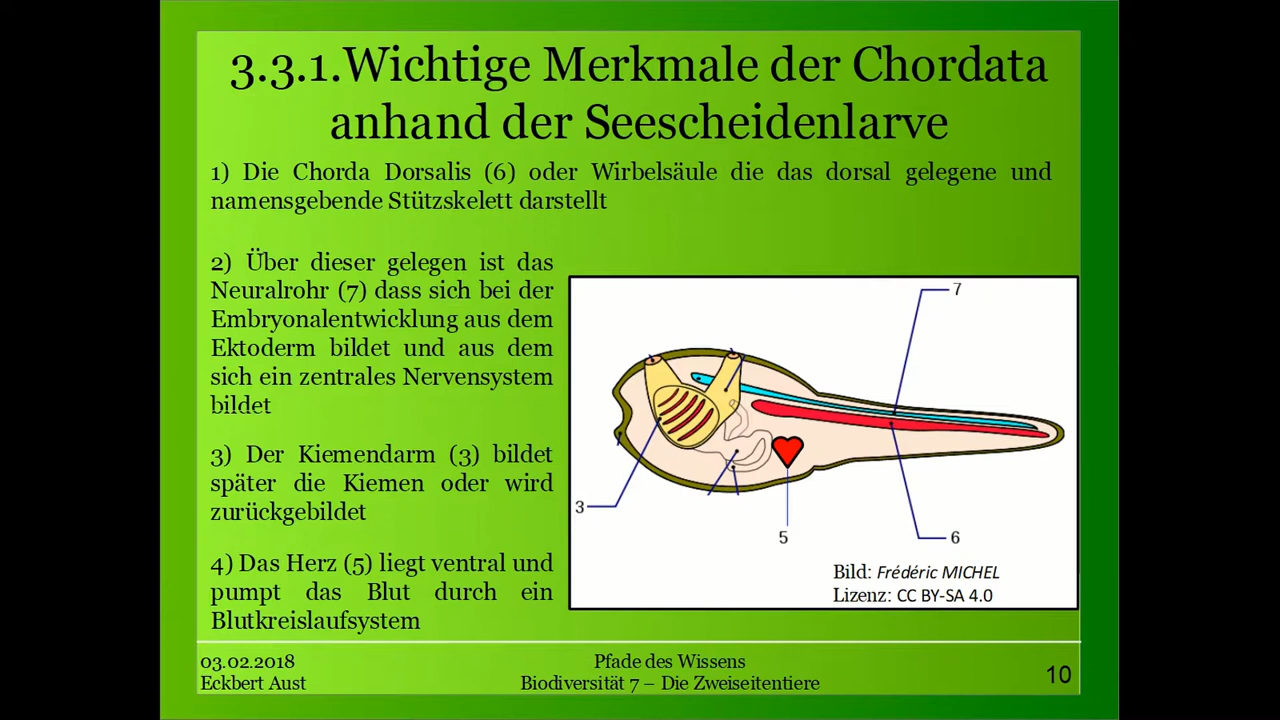 3.3.1.Wichtige Merkmale der Chordata
anhand der Seescheidenlarve
1) Die Chorda Dorsalis (6) oder Wirbelsäule die das dorsal gelegene und
namensgebende Stützskelett darstellt
2) Über dieser gelegen ist das
Neuralrohr (7) dass sich bei der
Embryonalentwicklung aus dem
Ektoderm bildet und aus dem
sich ein zentrales Nervensystem
bildet
3) Der Kiemendarm (3) bildet
später die Kiemen oder wird
zurückgebildet
4) Das Herz (5) liegt ventral und
pumpt das Blut durch ein
Blutkreislaufsystem
7
3
5
6
Bild: Frédéric MICHEL
Lizenz: CC BY-SA 4.0
03.02.2018
Eckbert Aust
Pfade des Wissens
Biodiversität 7 – Die Zweiseitentiere
10